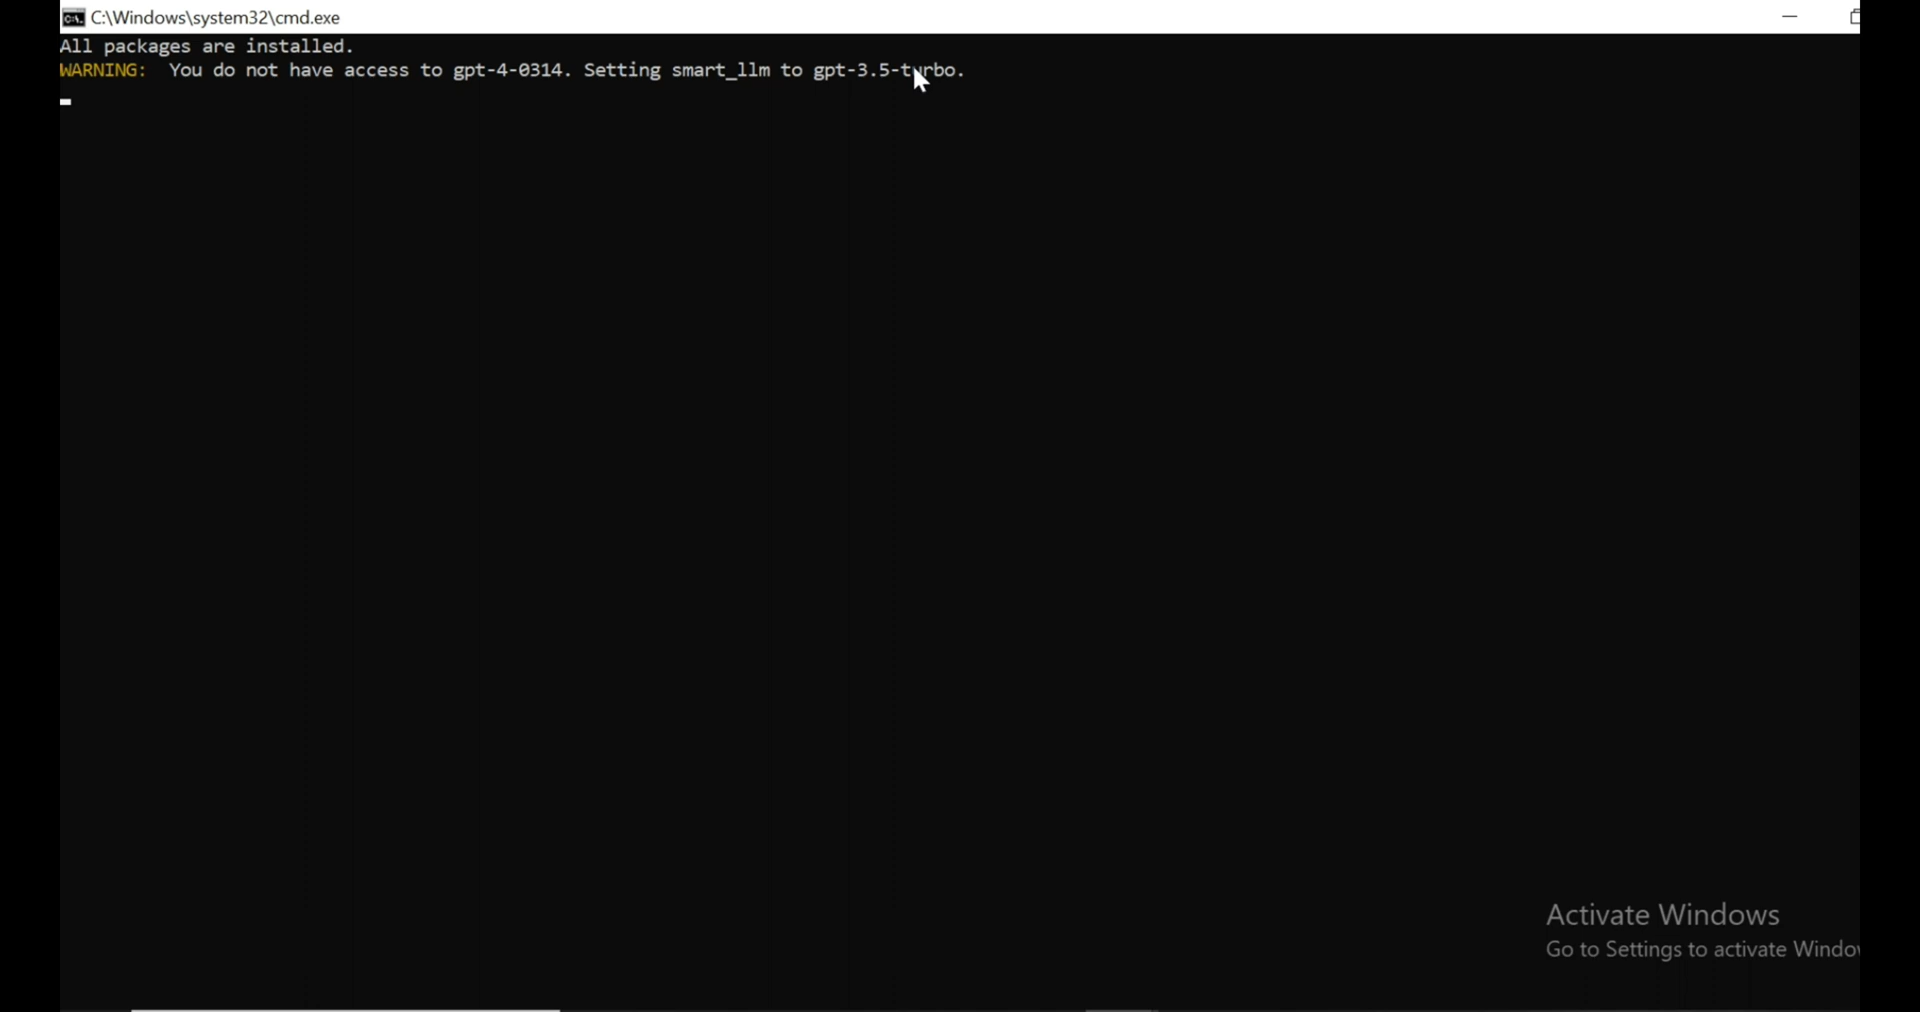 C:\Windows\system32\cmd.exe
All packages are installed.
WARNING:  You do not have access to gpt-4-0314. Setting smart_llm to gpt-3.5-turbo.
Activate Windows
Go to Settings to activate Window